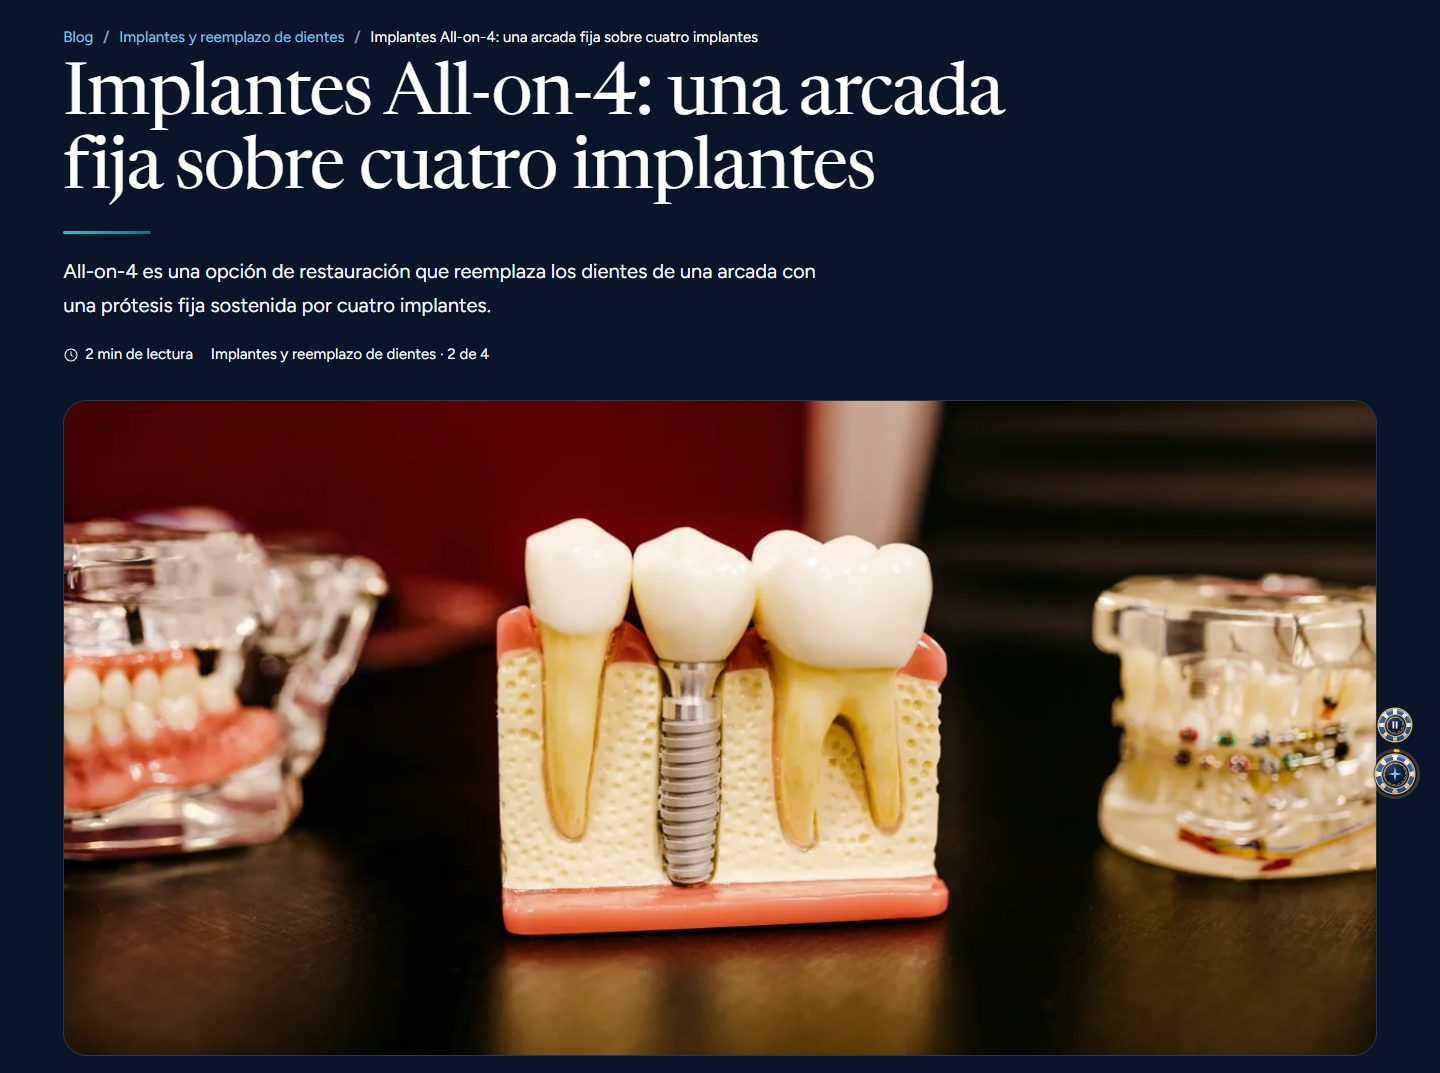 Blog / Implantes y reemplazo de dientes / Implantes All-on-4: una arcada fija sobre cuatro implantes
Implantes All-on-4: una arcada
fija sobre cuatro implantes
All-on-4 es una opción de restauración que reemplaza los dientes de una arcada con
una prótesis fija sostenida por cuatro implantes.
2 min de lectura Implantes y reemplazo de dientes · 2 de 4